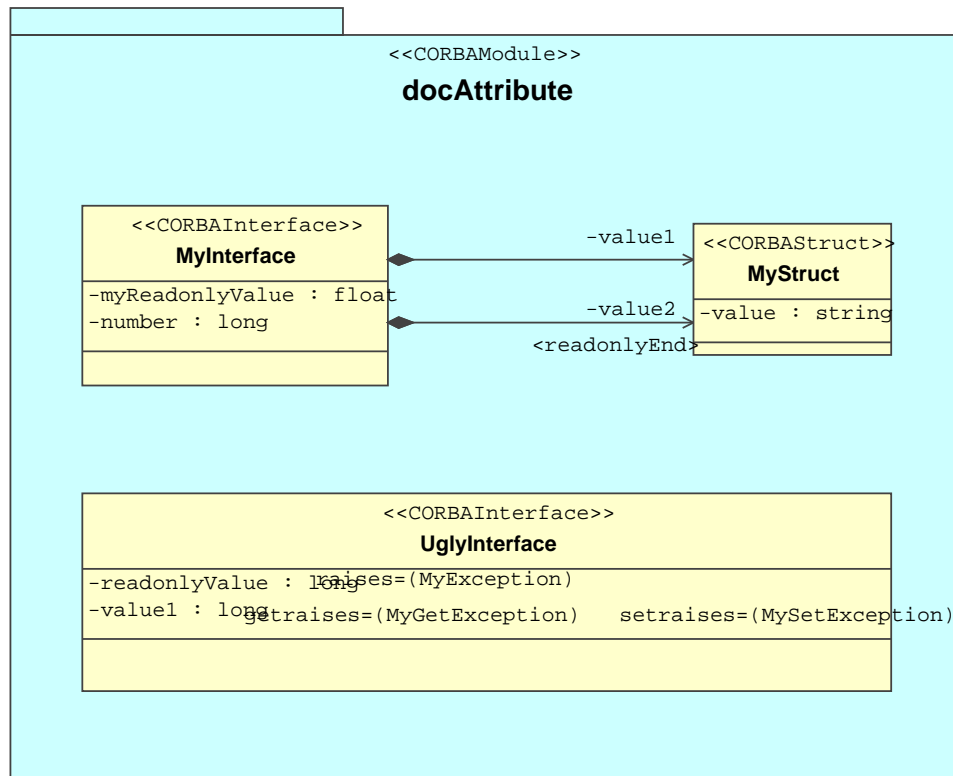 <<CORBAModule>>
docAttribute
<<CORBAInterface>>
MyInterface
-myReadonlyValue : float
-number : long
-value1
-value2
<readonlyEnd>
<<CORBAStruct>>
MyStruct
-value : string
<<CORBAInterface>>
UglyInterface
-readonlyValue : long raises=(MyException)
-value1 : long getraises=(MyGetException) setraises=(MySetException)